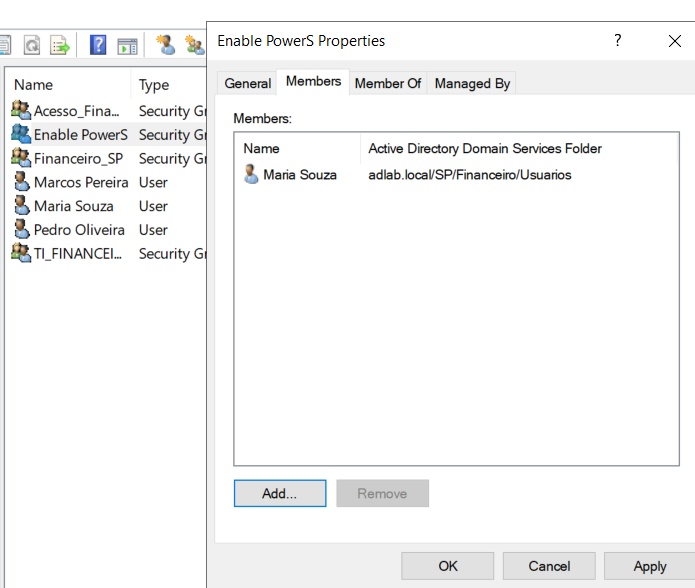 Enable PowerS Properties
?
General Members Member Of Managed By
Members:
Name Active Directory Domain Services Folder
Maria Souza adlab.local/SP/Financeiro/Usuarios
Add... Remove
OK Cancel Apply
Name Type
Acesso_Fina... Security Gr
Enable PowerS Security Gr
Financeiro_SP Security Gr
Marcos Pereira User
Maria Souza User
Pedro Oliveira User
TI_FINANCEI... Security Gr